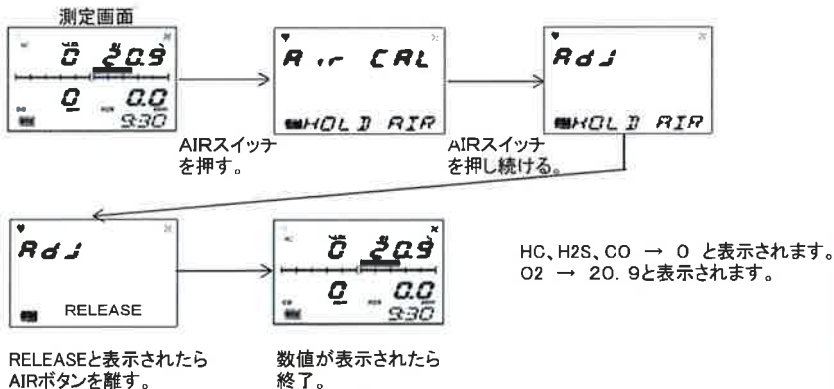 測定画面
0 20.9
0 0.0
9:30
Air CAL
HOLD AIR
AdJ
HOLD AIR
AIRスイッチ
を押す。
AIRスイッチ
を押し続ける。
AdJ
RELEASE
HC
0 20.9
0 0.0
9:30
HC、H2S、CO → 0 と表示されます。
O2 → 20.9と表示されます。
RELEASEと表示されたら
AIRボタンを離す。
数値が表示されたら
終了。